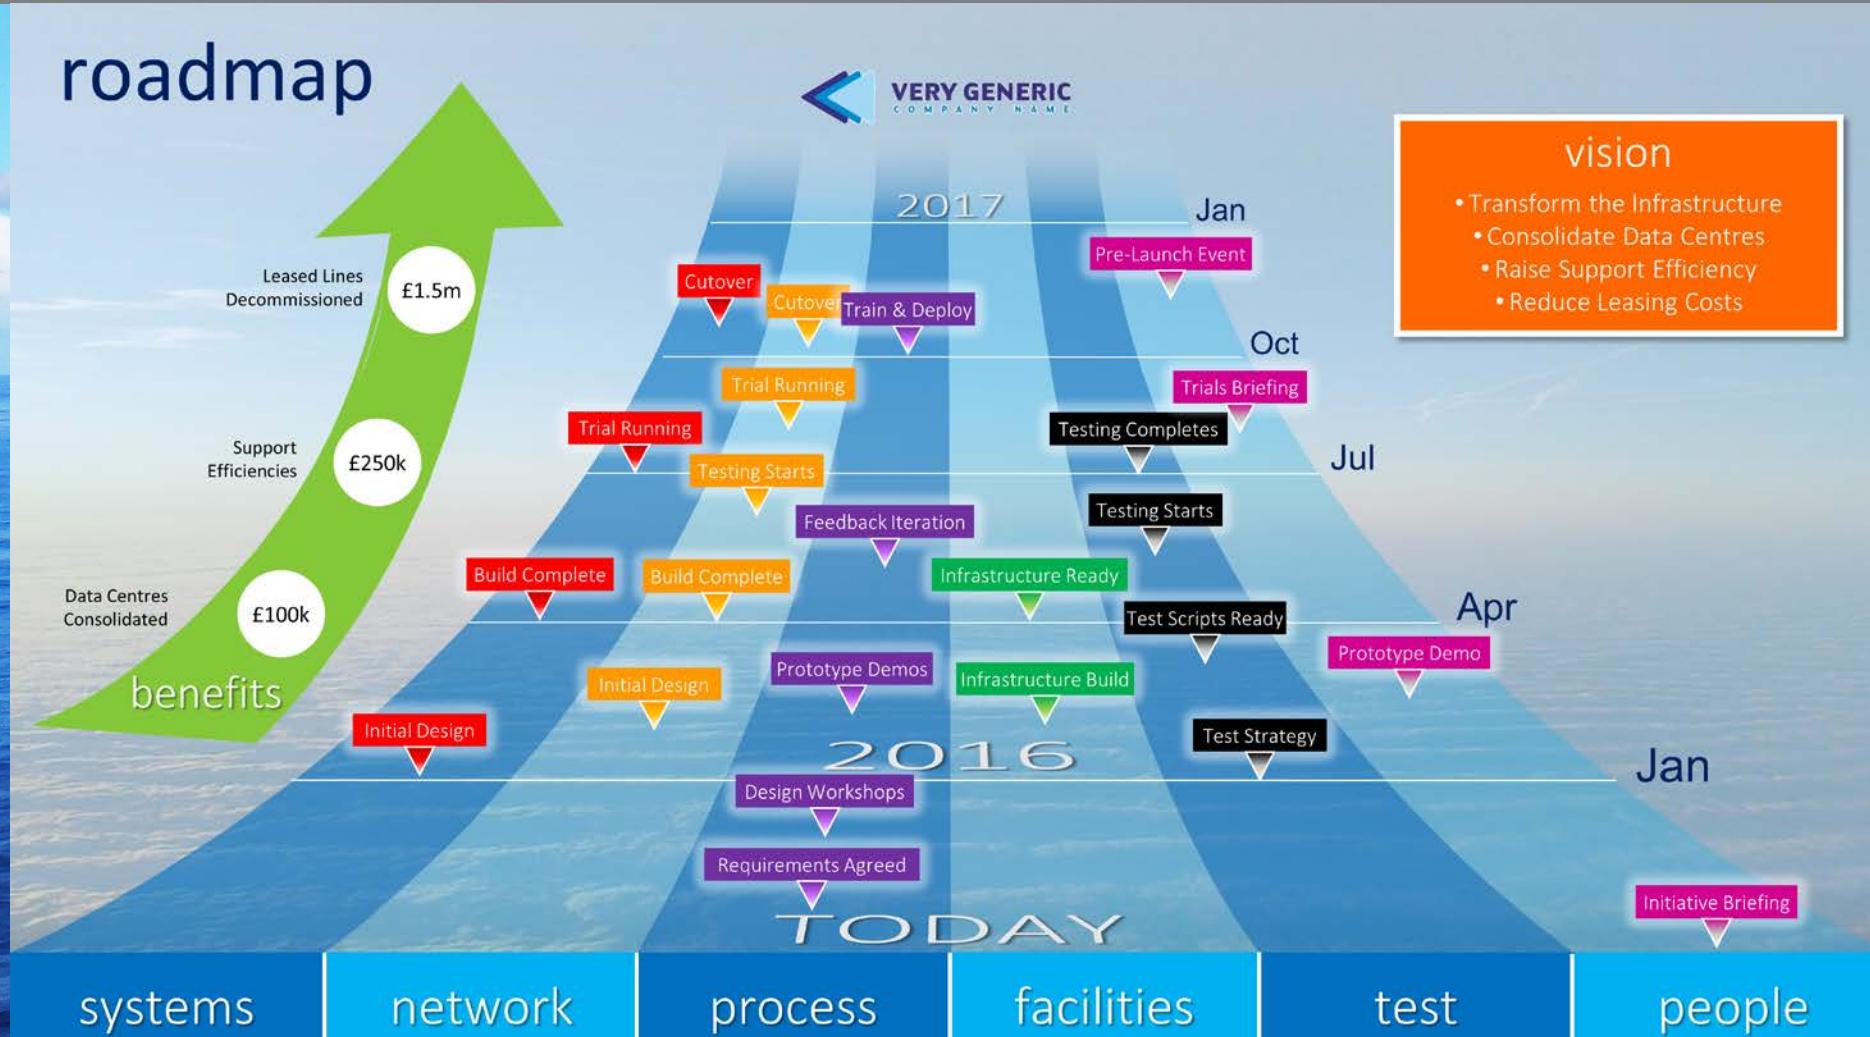 roadmap
VERY GENERIC
COMPANY NAME
vision
• Transform the Infrastructure
• Consolidate Data Centres
• Raise Support Efficiency
• Reduce Leasing Costs
2017
Jan
Pre-Launch Event
Cutover
Cutover
Train & Deploy
Leased Lines
Decommissioned
£1.5m
Oct
Trial Running
Trials Briefing
Trial Running
Testing Completes
Support
Efficiencies
£250k
Jul
Testing Starts
Testing Starts
Feedback Iteration
Build Complete
Build Complete
Infrastructure Ready
Data Centres
Consolidated
£100k
Apr
Test Scripts Ready
Prototype Demo
Prototype Demos
Infrastructure Build
Initial Design
benefits
Initial Design
Test Strategy
2016
Jan
Design Workshops
Requirements Agreed
Initiative Briefing
TODAY
systems
network
process
facilities
test
people